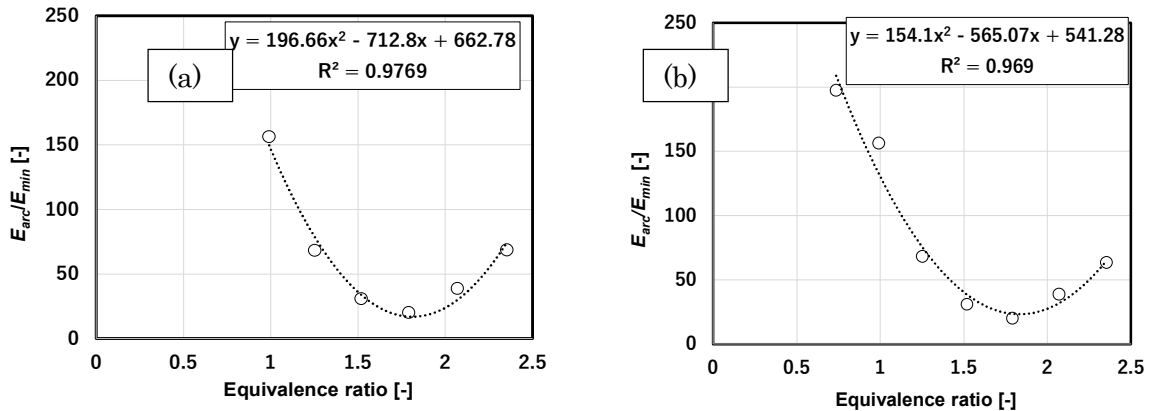 y = 196.66x² - 712.8x + 662.78
R² = 0.9769
(a)
250
200
150
100
50
0
E_arc/E_min [-]
0 0.5 1 1.5 2 2.5
Equivalence ratio [-]
y = 154.1x² - 565.07x + 541.28
R² = 0.969
(b)
250
200
150
100
50
0
E_arc/E_min [-]
0 0.5 1 1.5 2 2.5
Equivalence ratio [-]